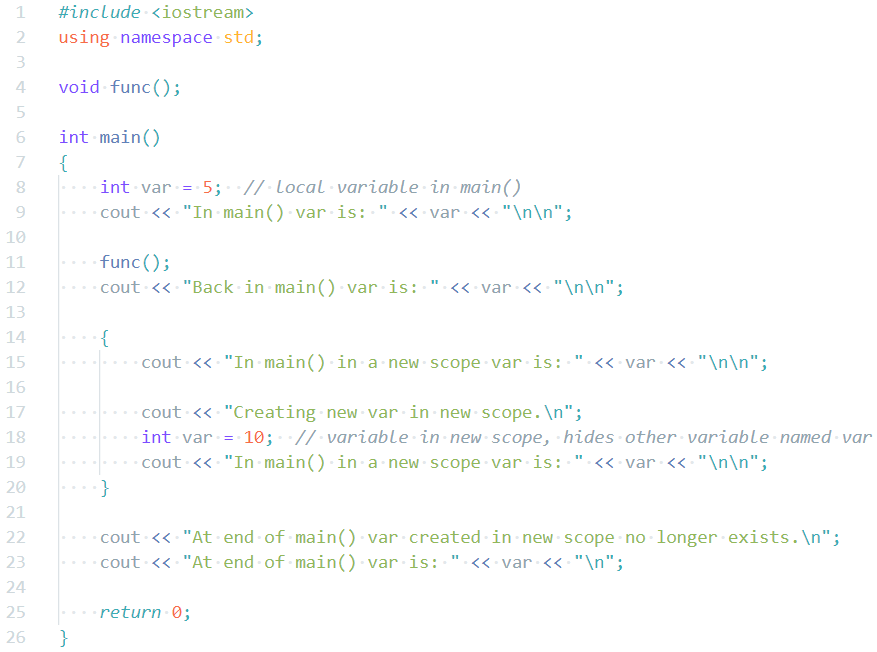 1 #include <iostream>
2 using namespace std;
3
4 void func();
5
6 int main()
7 {
8     int var = 5;  // local variable in main()
9     cout << "In main() var is: " << var << "\n\n";
10
11     func();
12     cout << "Back in main() var is: " << var << "\n\n";
13
14     {
15         cout << "In main() in a new scope var is: " << var << "\n\n";
16
17         cout << "Creating new var in new scope.\n";
18         int var = 10;  // variable in new scope, hides other variable named var
19         cout << "In main() in a new scope var is: " << var << "\n\n";
20     }
21
22     cout << "At end of main() var created in new scope no longer exists.\n";
23     cout << "At end of main() var is: " << var << "\n";
24
25     return 0;
26 }